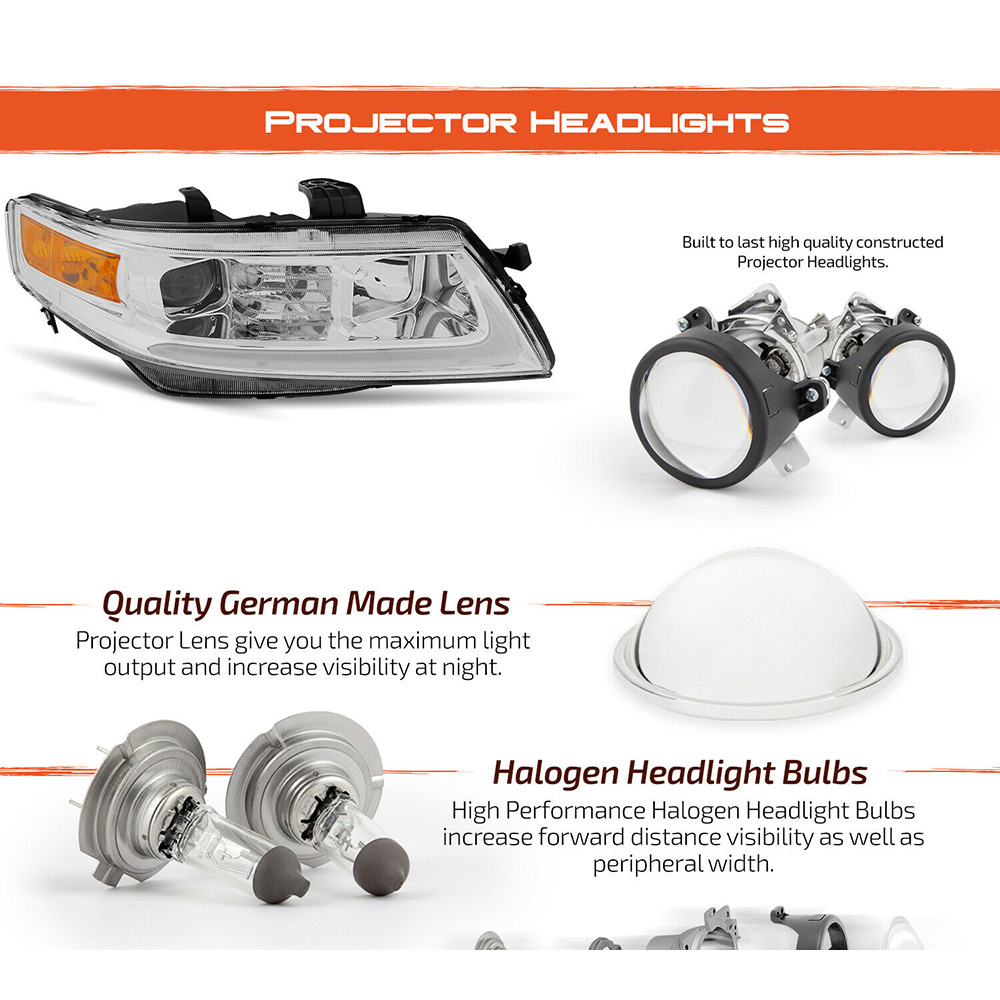 PROJECTOR HEADLIGHTS
Built to last high quality constructed
Projector Headlights.
Quality German Made Lens
Projector Lens give you the maximum light
output and increase visibility at night.
Halogen Headlight Bulbs
High Performance Halogen Headlight Bulbs
increase forward distance visibility as well as
peripheral width.